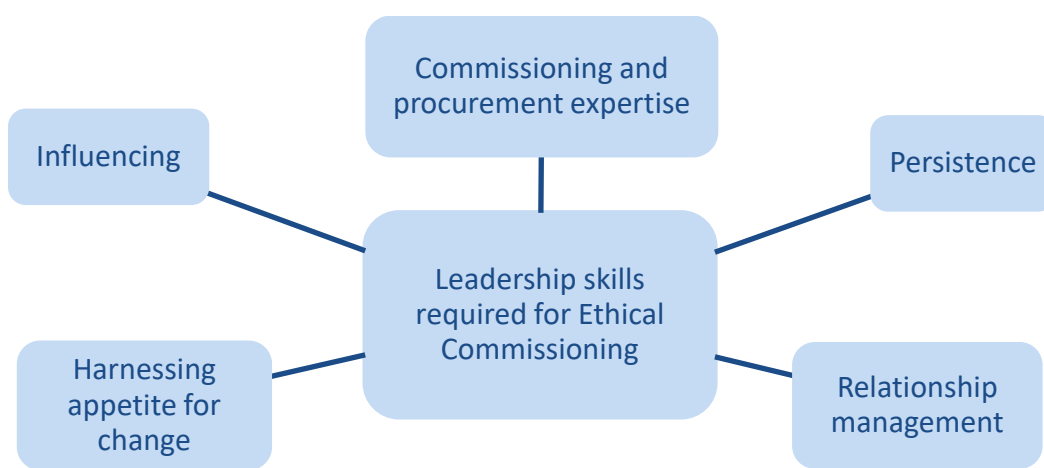 Commissioning and
procurement expertise
Influencing
Persistence
Leadership skills
required for Ethical
Commissioning
Harnessing
appetite for
change
Relationship
management